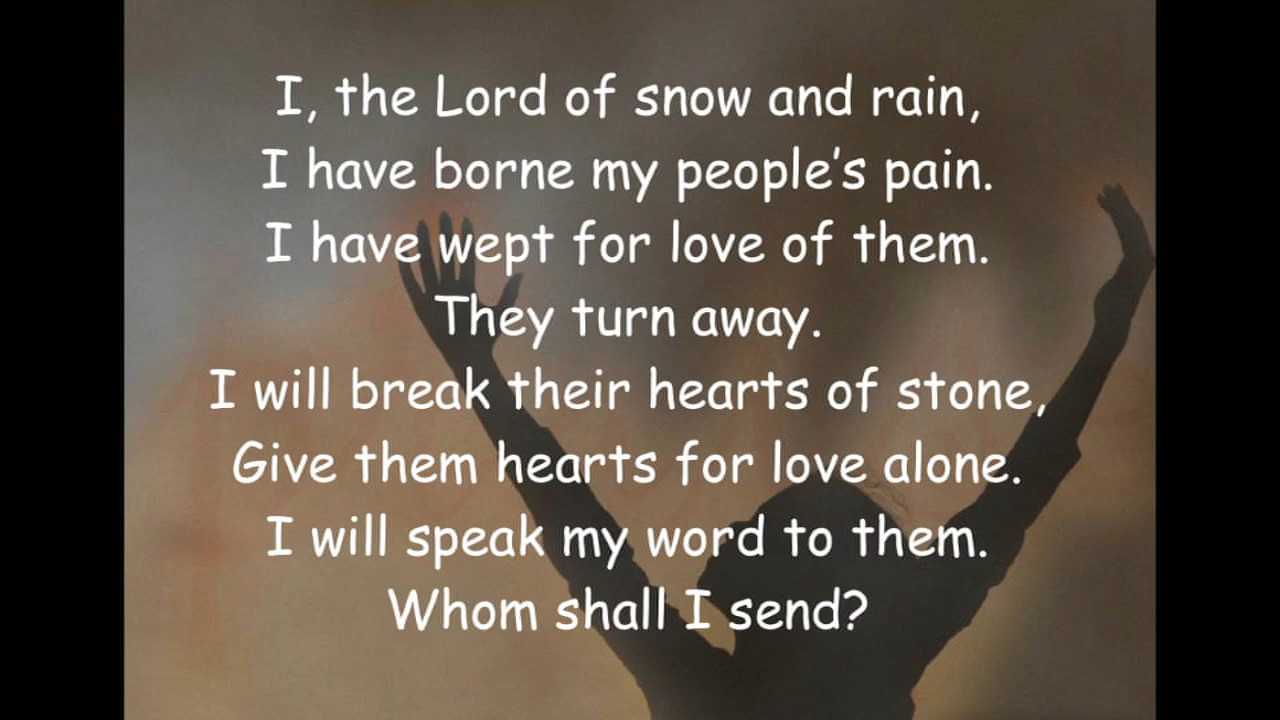 I, the Lord of snow and rain,
I have borne my people's pain.
I have wept for love of them.
They turn away.
I will break their hearts of stone,
Give them hearts for love alone.
I will speak my word to them.
Whom shall I send?